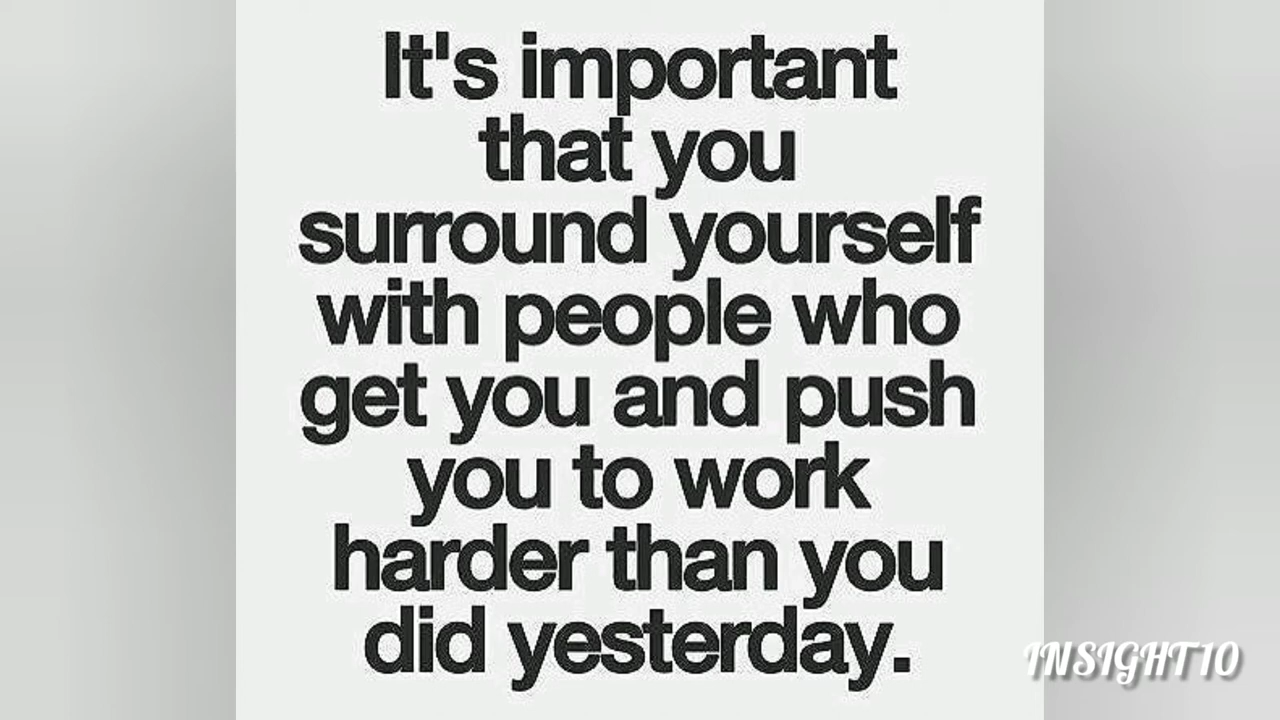 It's important
that you
surround yourself
with people who
get you and push
you to work
harder than you
did yesterday.
INSIGHT10